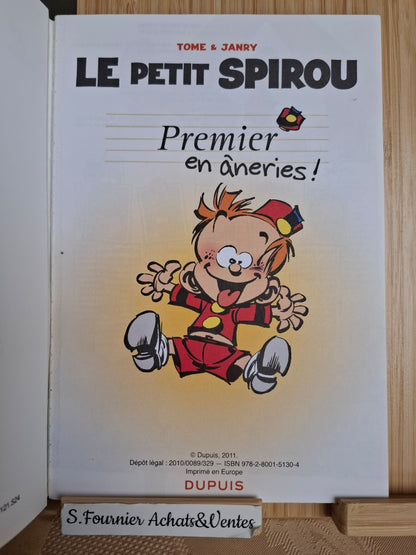 TOME & JANRY
LE PETIT SPIROU
Premier
en âneries !
© Dupuis, 2011.
Dépôt légal : 2010/0089/329 — ISBN 978-2-8001-5130-4
Imprimé en Europe
DUPUIS
S.Fournier Achats&Ventes